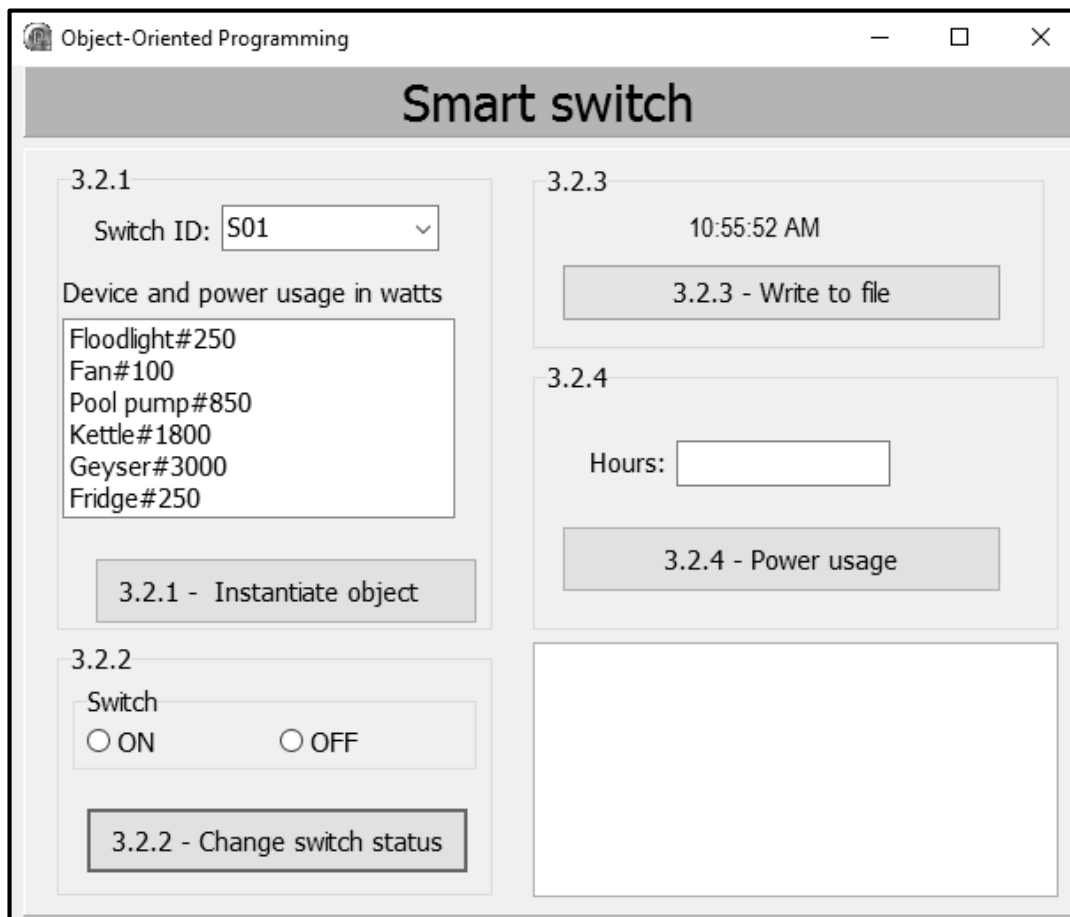 Object-Oriented Programming
Smart switch
3.2.1
Switch ID: S01
Device and power usage in watts
Floodlight#250
Fan#100
Pool pump#850
Kettle#1800
Geyser#3000
Fridge#250
3.2.1 - Instantiate object
3.2.2
Switch
ON OFF
3.2.2 - Change switch status
3.2.3
10:55:52 AM
3.2.3 - Write to file
3.2.4
Hours:
3.2.4 - Power usage